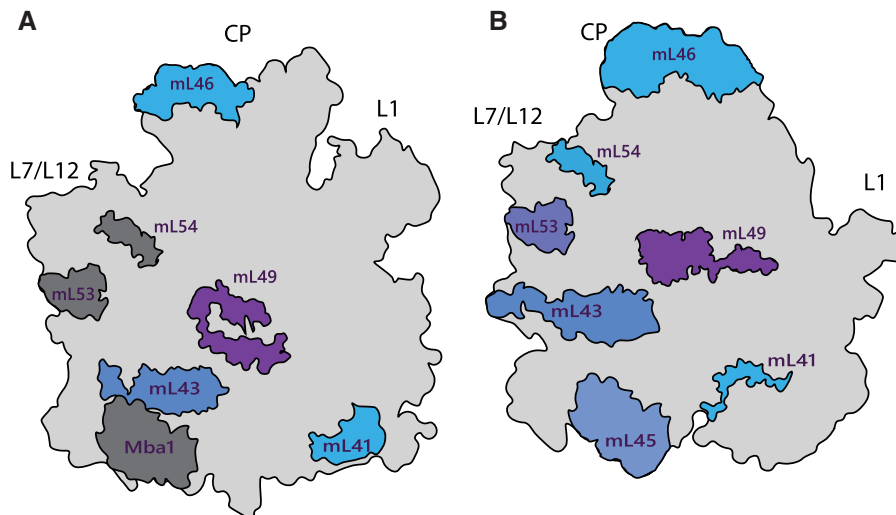 A
CP
mL46
L1
L7/L12
mL54
mL53
mL49
mL43
Mba1
mL41
B
CP
mL46
L7/L12
mL54
L1
mL53
mL49
mL43
mL41
mL45